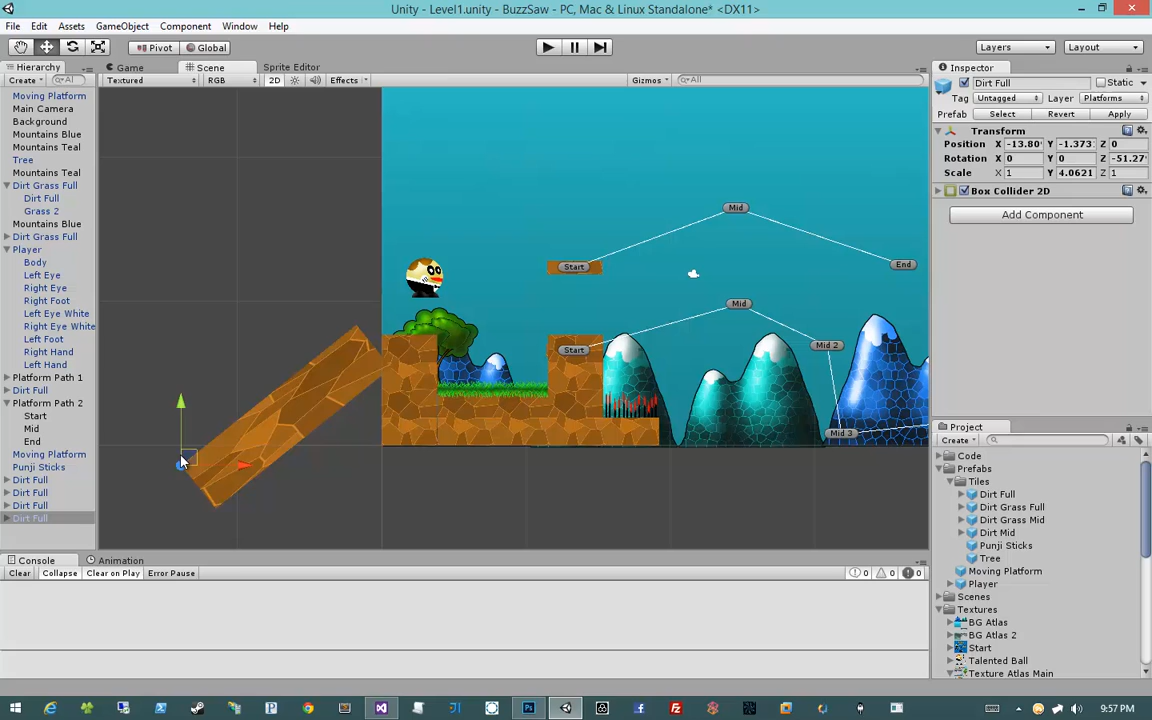 Unity - Level1.unity - BuzzSaw - PC, Mac & Linux Standalone* <DX11>
File Edit Assets GameObject Component Window Help
Pivot Global Layers Layout
Hierarchy Game Scene Sprite Editor Inspector
Create All Textured RGB 2D Effects Gizmos All
Dirt Full Static
Tag Untagged Layer Platforms
Prefab Select Revert Apply
Transform
Position X -13.80 Y -1.373 Z 0
Rotation X 0 Y 0 Z -51.27
Scale X 1 Y 4.0621 Z 1
Box Collider 2D
Add Component
Moving Platform
Main Camera
Background
Mountains Blue
Mountains Teal
Tree
Mountains Teal
Dirt Grass Full
Dirt Full
Grass 2
Mountains Blue
Dirt Grass Full
Player
Body
Left Eye
Right Eye
Right Foot
Left Eye White
Right Eye White
Left Foot
Right Hand
Left Hand
Platform Path 1
Dirt Full
Platform Path 2
Start
Mid
End
Moving Platform
Punji Sticks
Dirt Full
Dirt Full
Dirt Full
Dirt Full
Mid
Start
End
Mid
Start
Mid 2
Mid 3
Project
Create
Code
Prefabs
Tiles
Dirt Full
Dirt Grass Full
Dirt Grass Mid
Dirt Mid
Punji Sticks
Tree
Moving Platform
Player
Scenes
Textures
BG Atlas
BG Atlas 2
Start
Talented Ball
Texture Atlas Main
Console Animation
Clear Collapse Clear on Play Error Pause 0 0 0
9:57 PM